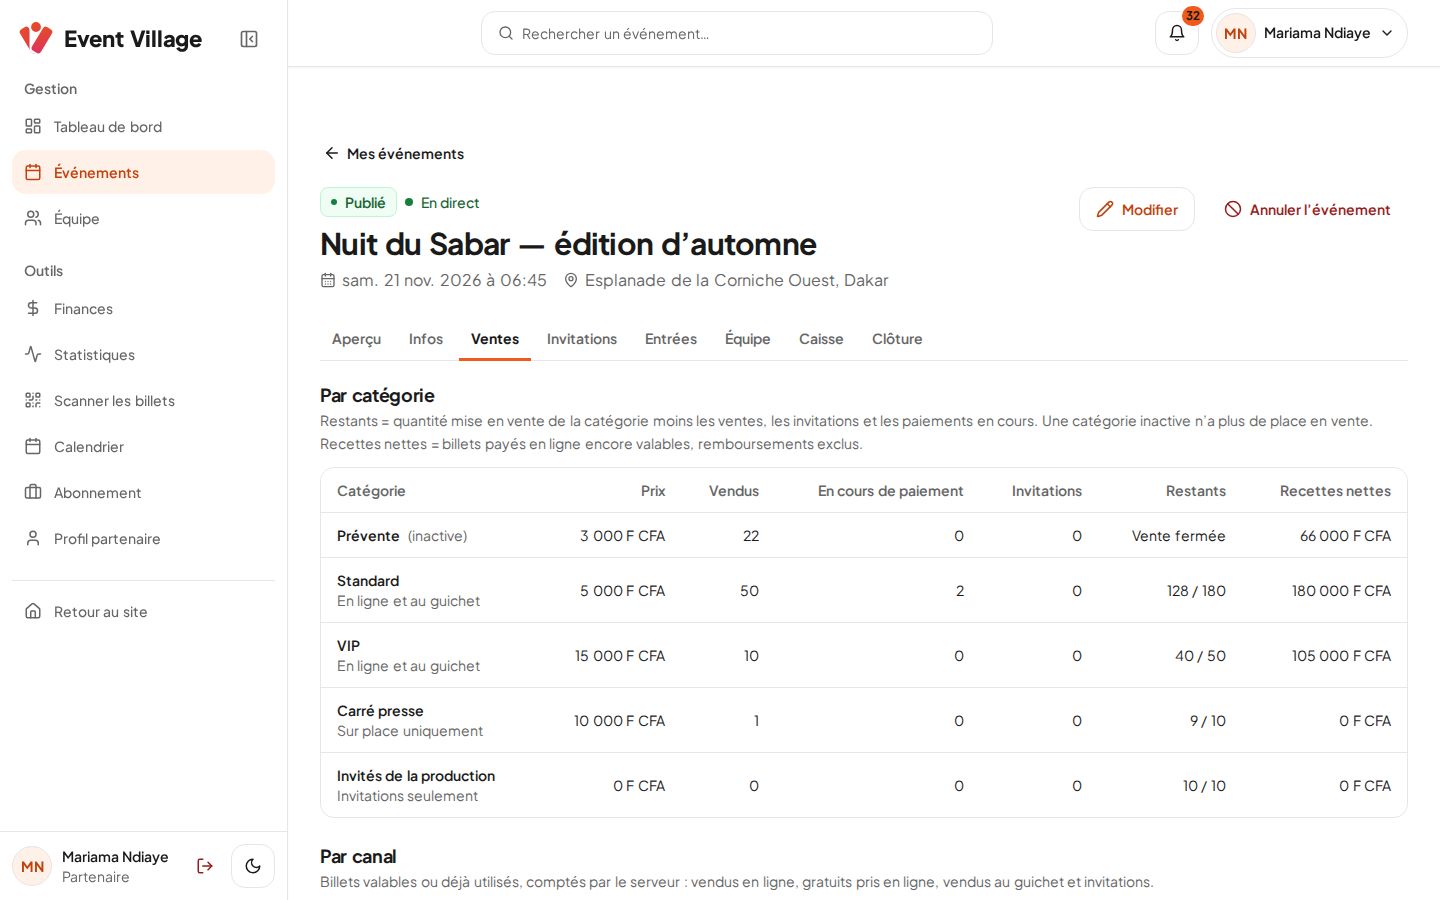 Event Village
Rechercher un événement…
32
MN
Mariama Ndiaye
Gestion
Tableau de bord
Événements
Équipe
Outils
Finances
Statistiques
Scanner les billets
Calendrier
Abonnement
Profil partenaire
Retour au site
MN
Mariama Ndiaye
Partenaire
Mes événements
Publié
En direct
Modifier
Annuler l’événement
Nuit du Sabar — édition d’automne
sam. 21 nov. 2026 à 06:45 Esplanade de la Corniche Ouest, Dakar
Aperçu Infos Ventes Invitations Entrées Équipe Caisse Clôture
Par catégorie
Restants = quantité mise en vente de la catégorie moins les ventes, les invitations et les paiements en cours. Une catégorie inactive n’a plus de place en vente.
Recettes nettes = billets payés en ligne encore valables, remboursements exclus.
Catégorie Prix Vendus En cours de paiement Invitations Restants Recettes nettes
Prévente (inactive) 3 000 F CFA 22 0 0 Vente fermée 66 000 F CFA
Standard
En ligne et au guichet
5 000 F CFA 50 2 0 128 / 180 180 000 F CFA
VIP
En ligne et au guichet
15 000 F CFA 10 0 0 40 / 50 105 000 F CFA
Carré presse
Sur place uniquement
10 000 F CFA 1 0 0 9 / 10 0 F CFA
Invités de la production
Invitations seulement
0 F CFA 0 0 0 10 / 10 0 F CFA
Par canal
Billets valables ou déjà utilisés, comptés par le serveur : vendus en ligne, gratuits pris en ligne, vendus au guichet et invitations.